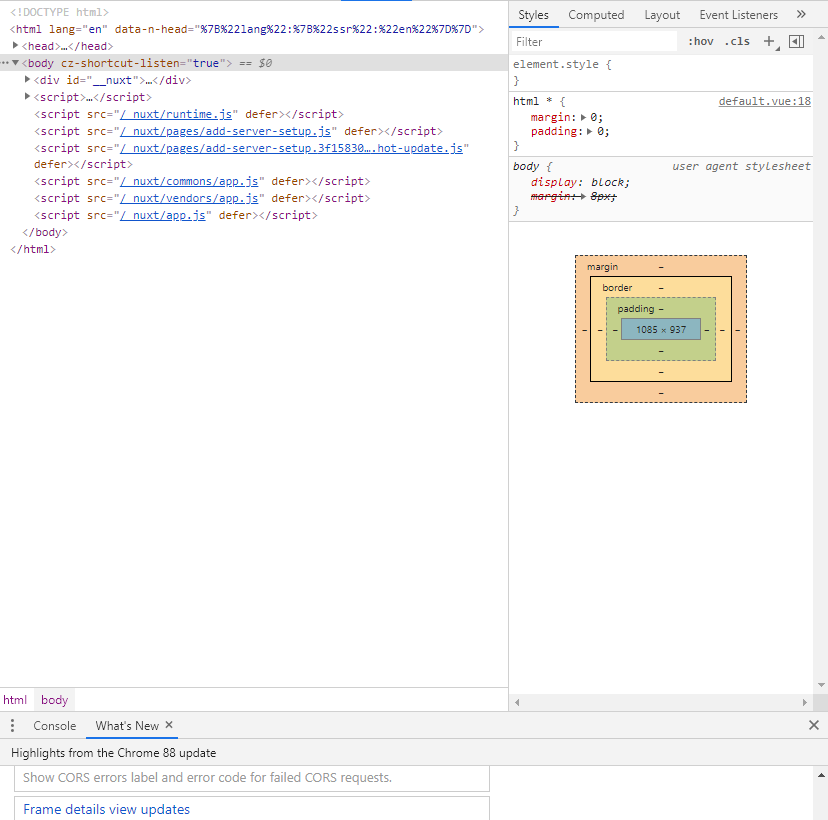 <!DOCTYPE html>
<html lang="en" data-n-head="%7B%22lang%22:%7B%22ssr%22:%22en%22%7D%7D">
<head>…</head>
<body cz-shortcut-listen="true"> == $0
<div id="__nuxt">…</div>
<script>…</script>
<script src="/_nuxt/runtime.js" defer></script>
<script src="/_nuxt/pages/add-server-setup.js" defer></script>
<script src="/_nuxt/pages/add-server-setup.3f15830….hot-update.js"
defer></script>
<script src="/_nuxt/commons/app.js" defer></script>
<script src="/_nuxt/vendors/app.js" defer></script>
<script src="/_nuxt/app.js" defer></script>
</body>
</html>
html body
Styles Computed Layout Event Listeners »
Filter :hov .cls +
element.style {
}
html * { default.vue:18
margin: 0;
padding: 0;
}
body { user agent stylesheet
display: block;
margin: 8px;
}
margin –
border –
padding –
– – – 1085 × 937 – – –
–
–
–
Console What's New ✕
Highlights from the Chrome 88 update
Show CORS errors label and error code for failed CORS requests.
Frame details view updates